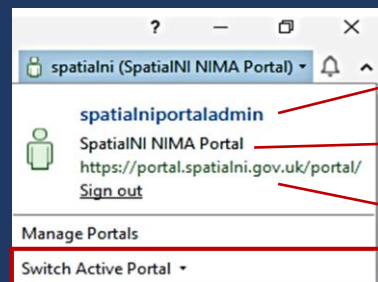 ?
spatialni (SpatialNI NIMA Portal)
spatialniportaladmin
SpatialNI NIMA Portal
https://portal.spatialni.gov.uk/portal/
Sign out
Manage Portals
Switch Active Portal